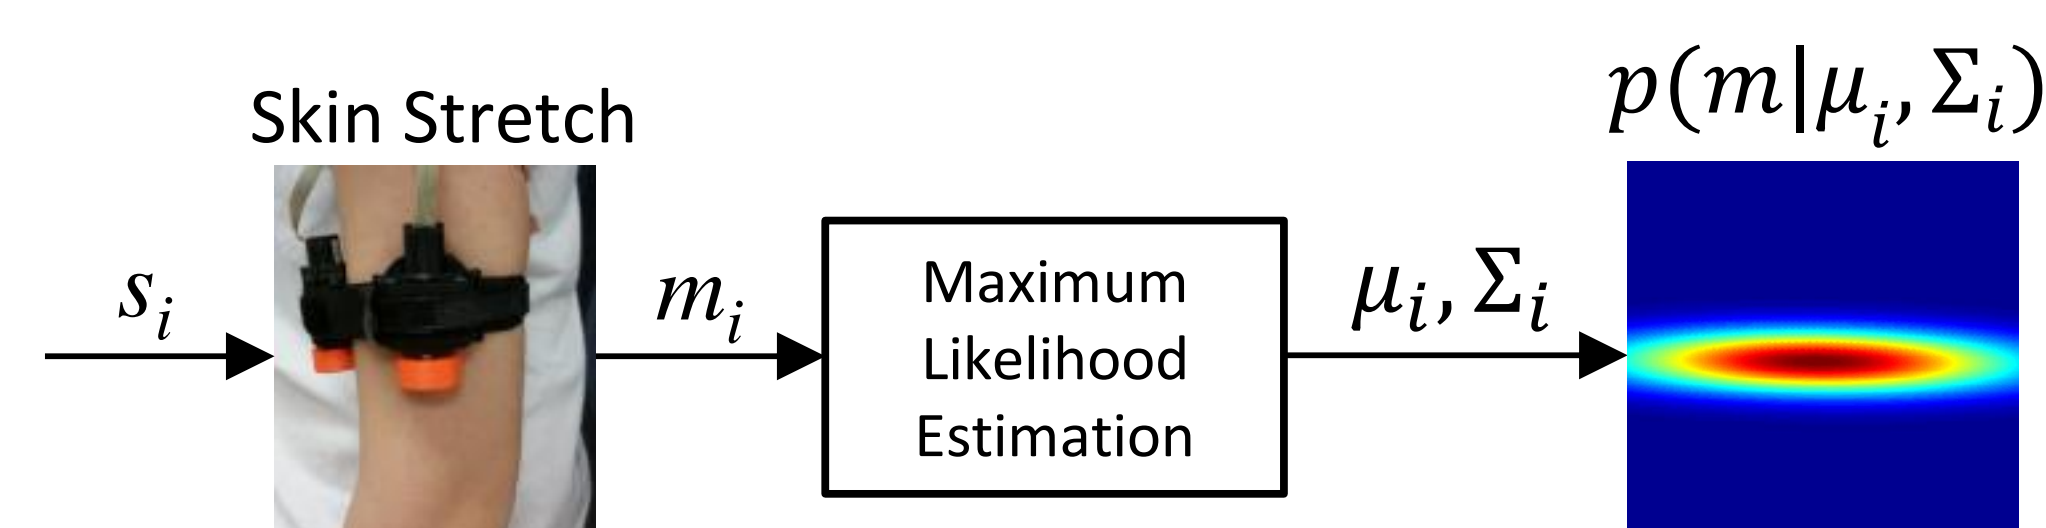 Skin Stretch
s_i
m_i
Maximum
Likelihood
Estimation
μ_i, Σ_i
p(m|μ_i, Σ_i)